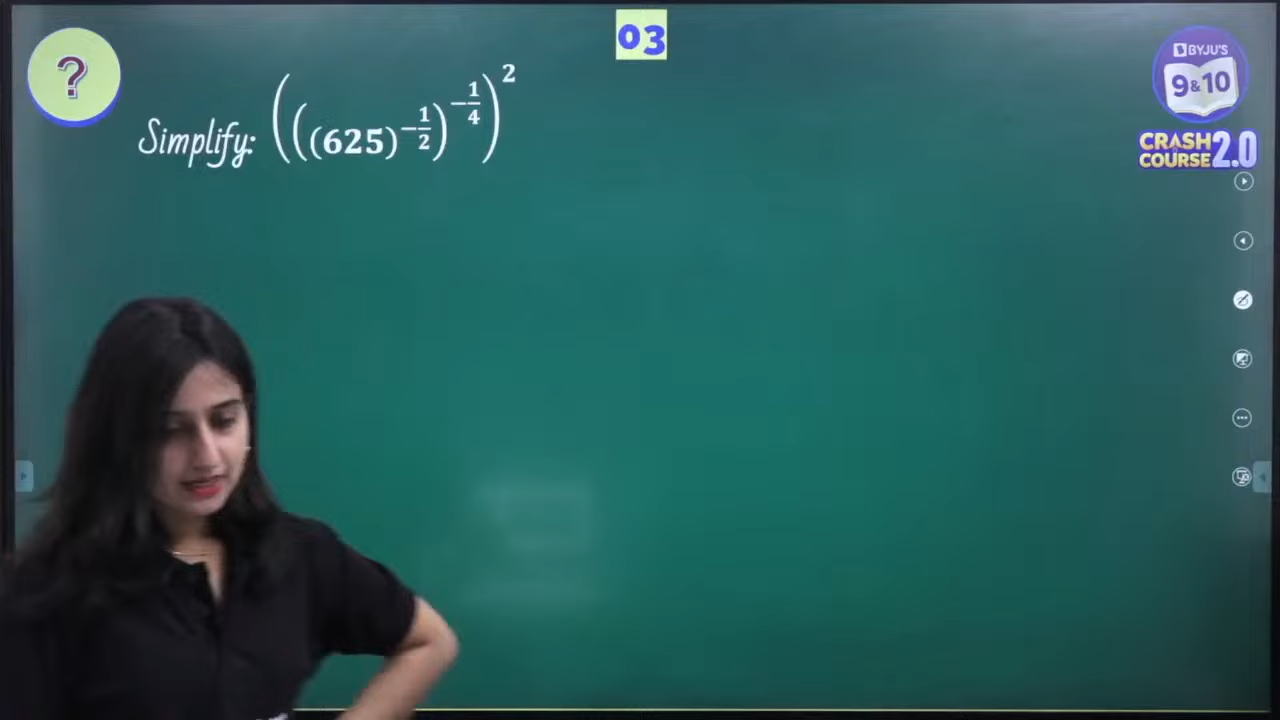 03
?
Simplify: (((625)^{-1/2})^{-1/4})^2
BYJU'S
9&10
CRASH
COURSE 2.0